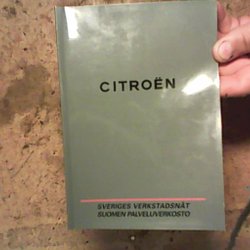 CITROËN
SVERIGES VERKSTADSNÄT
SUOMEN PALVELUVERKOSTO